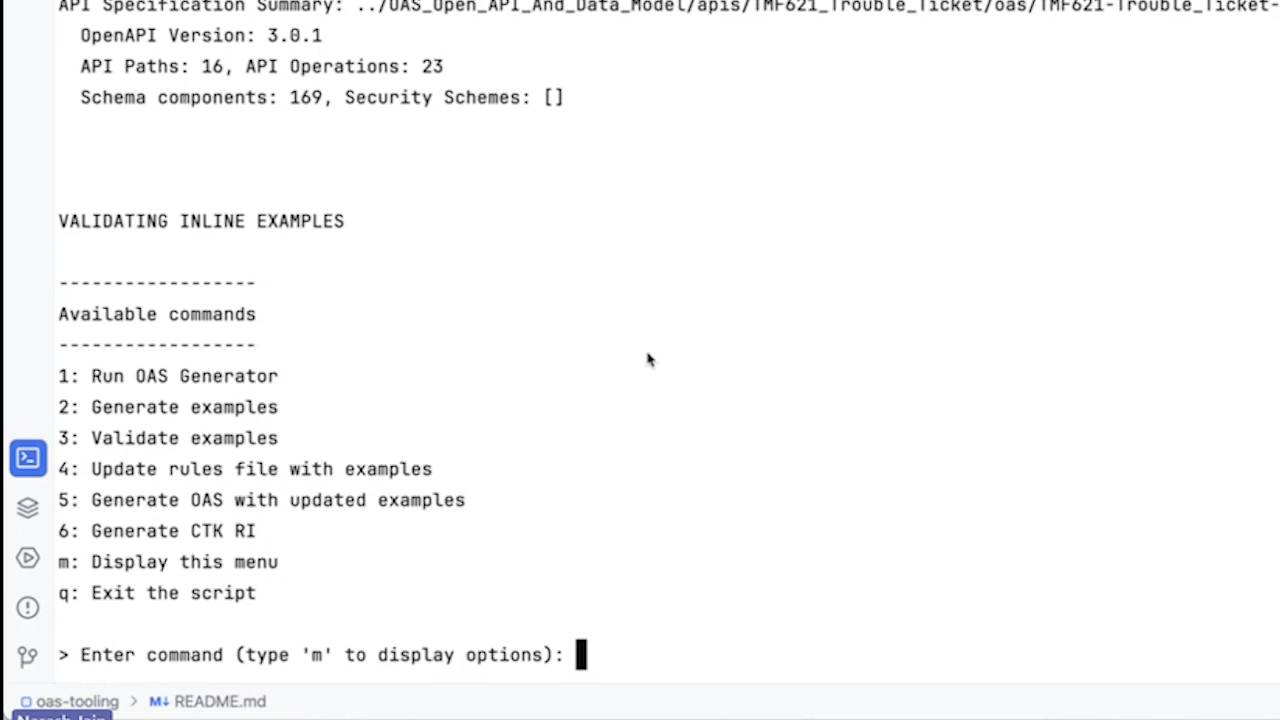 API Specification Summary: ../OAS_Open_API_And_Data_Model/apis/TMF621_Trouble_Ticket/oas/TMF621-Trouble_Ticket-
OpenAPI Version: 3.0.1
API Paths: 16, API Operations: 23
Schema components: 169, Security Schemes: []
VALIDATING INLINE EXAMPLES
------------------
Available commands
------------------
1: Run OAS Generator
2: Generate examples
3: Validate examples
4: Update rules file with examples
5: Generate OAS with updated examples
6: Generate CTK RI
m: Display this menu
q: Exit the script
> Enter command (type 'm' to display options):
oas-tooling > M↓ README.md
Naresh Jain